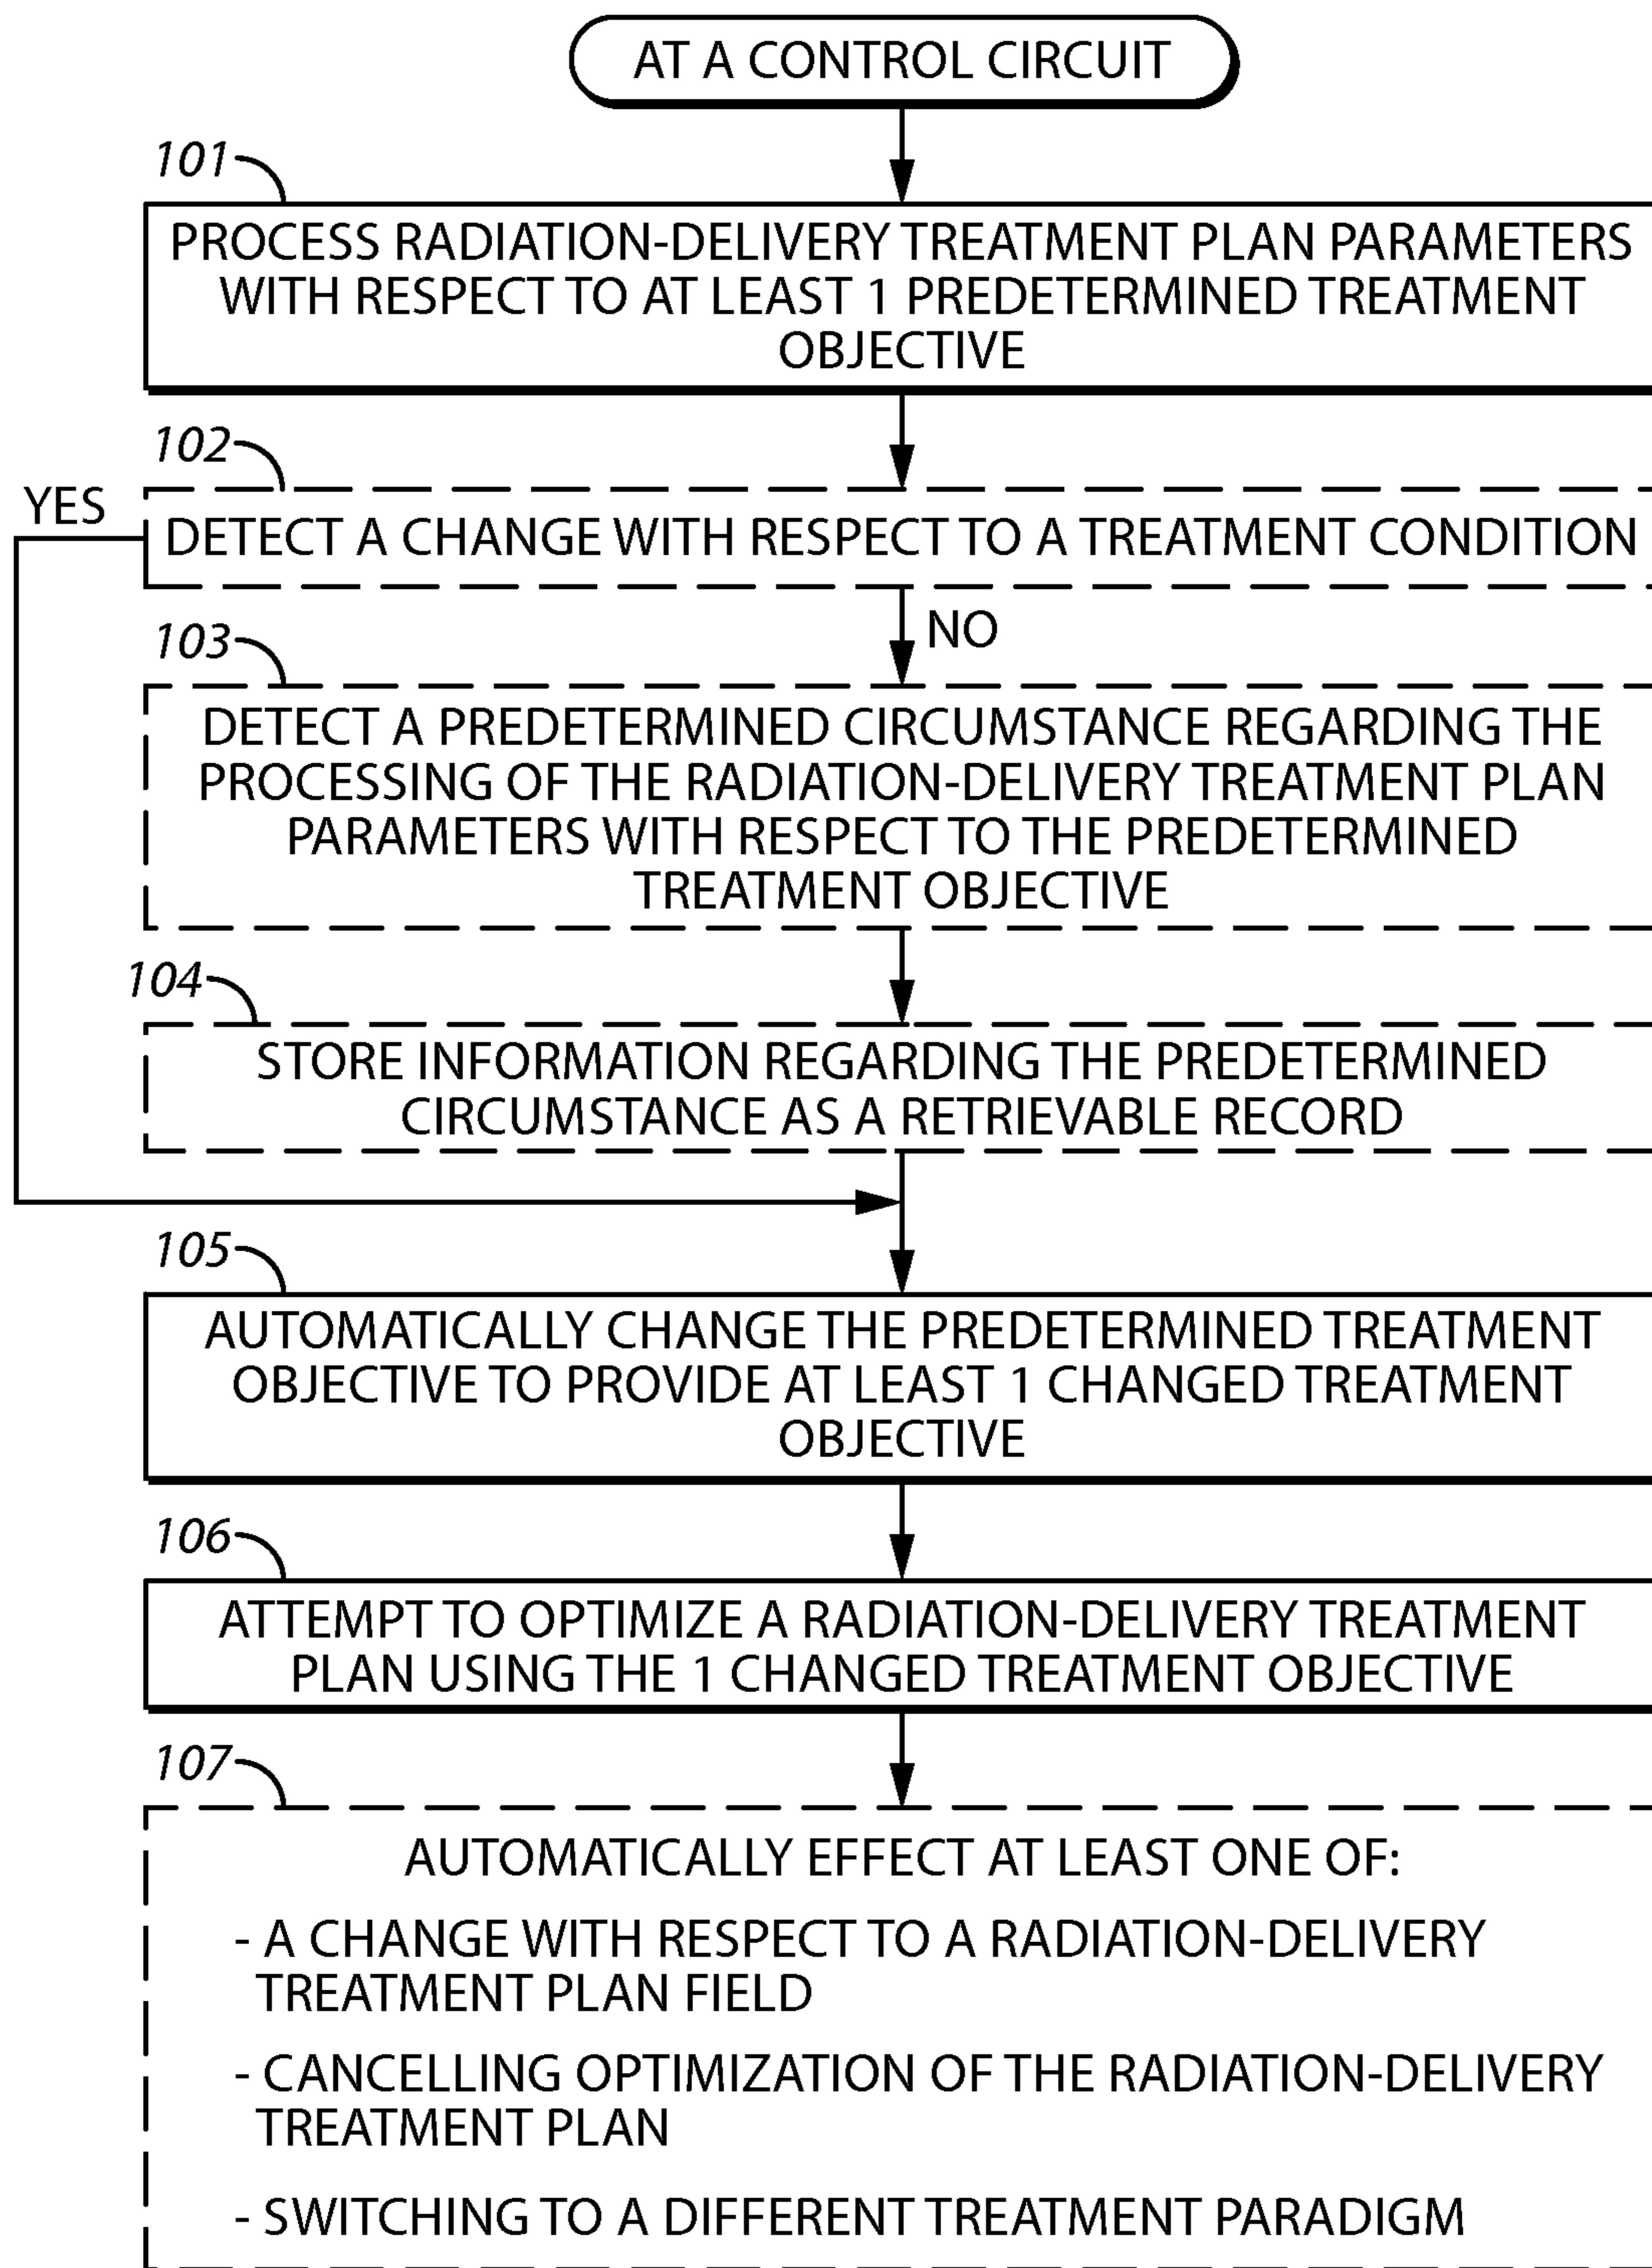 AT A CONTROL CIRCUIT
101
PROCESS RADIATION-DELIVERY TREATMENT PLAN PARAMETERS
WITH RESPECT TO AT LEAST 1 PREDETERMINED TREATMENT
OBJECTIVE
102
YES
DETECT A CHANGE WITH RESPECT TO A TREATMENT CONDITION
NO
103
DETECT A PREDETERMINED CIRCUMSTANCE REGARDING THE
PROCESSING OF THE RADIATION-DELIVERY TREATMENT PLAN
PARAMETERS WITH RESPECT TO THE PREDETERMINED
TREATMENT OBJECTIVE
104
STORE INFORMATION REGARDING THE PREDETERMINED
CIRCUMSTANCE AS A RETRIEVABLE RECORD
105
AUTOMATICALLY CHANGE THE PREDETERMINED TREATMENT
OBJECTIVE TO PROVIDE AT LEAST 1 CHANGED TREATMENT
OBJECTIVE
106
ATTEMPT TO OPTIMIZE A RADIATION-DELIVERY TREATMENT
PLAN USING THE 1 CHANGED TREATMENT OBJECTIVE
107
AUTOMATICALLY EFFECT AT LEAST ONE OF:
- A CHANGE WITH RESPECT TO A RADIATION-DELIVERY
TREATMENT PLAN FIELD
- CANCELLING OPTIMIZATION OF THE RADIATION-DELIVERY
TREATMENT PLAN
- SWITCHING TO A DIFFERENT TREATMENT PARADIGM